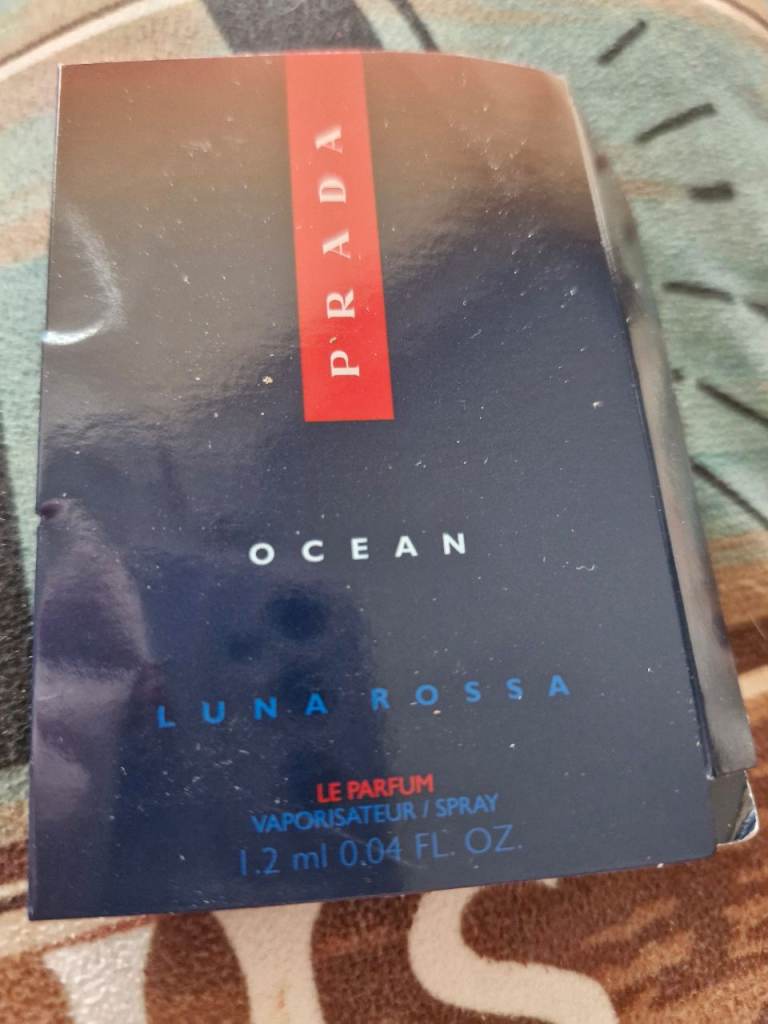 PRADA
OCEAN
LUNA ROSSA
LE PARFUM
VAPORISATEUR / SPRAY
1.2 ml 0.04 FL. OZ.